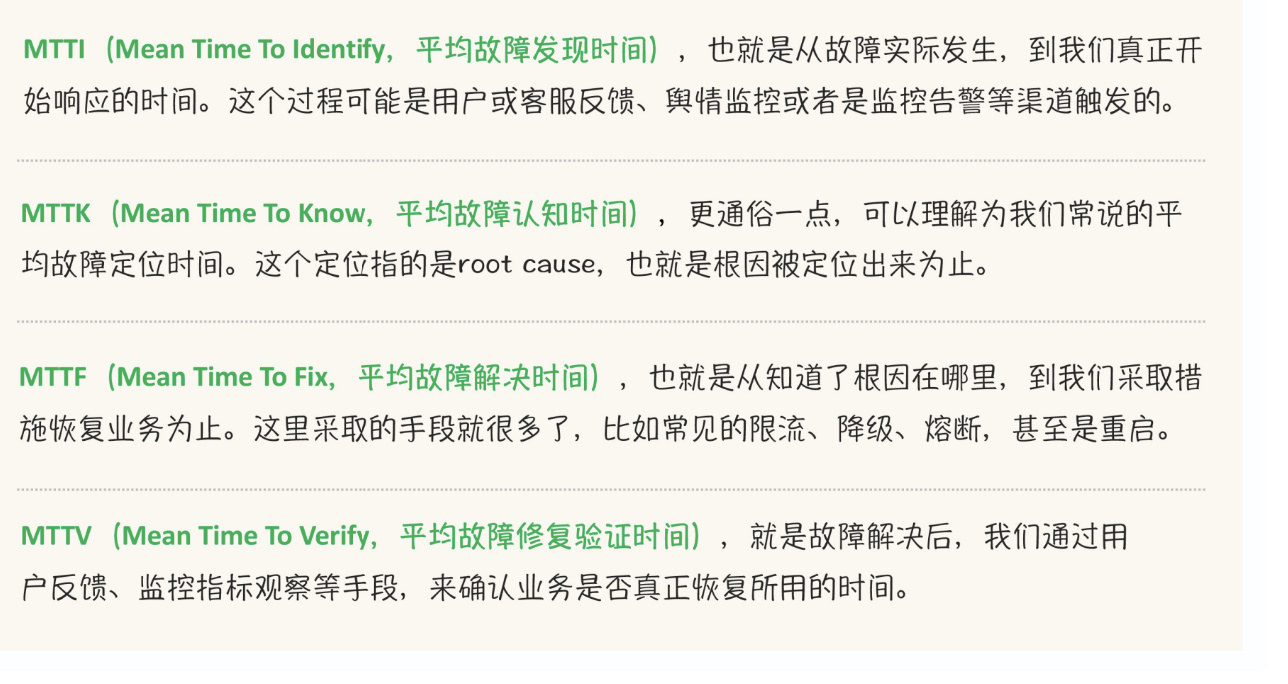 MTTI（Mean Time To Identify，平均故障发现时间），也就是从故障实际发生，到我们真正开
始响应的时间。这个过程可能是用户或客服反馈、舆情监控或者是监控告警等渠道触发的。
MTTK（Mean Time To Know，平均故障认知时间），更通俗一点，可以理解为我们常说的平
均故障定位时间。这个定位指的是root cause，也就是根因被定位出来为止。
MTTF（Mean Time To Fix，平均故障解决时间），也就是从知道了根因在哪里，到我们采取措
施恢复业务为止。这里采取的手段就很多了，比如常见的限流、降级、熔断，甚至是重启。
MTTV（Mean Time To Verify，平均故障修复验证时间），就是故障解决后，我们通过用
户反馈、监控指标观察等手段，来确认业务是否真正恢复所用的时间。